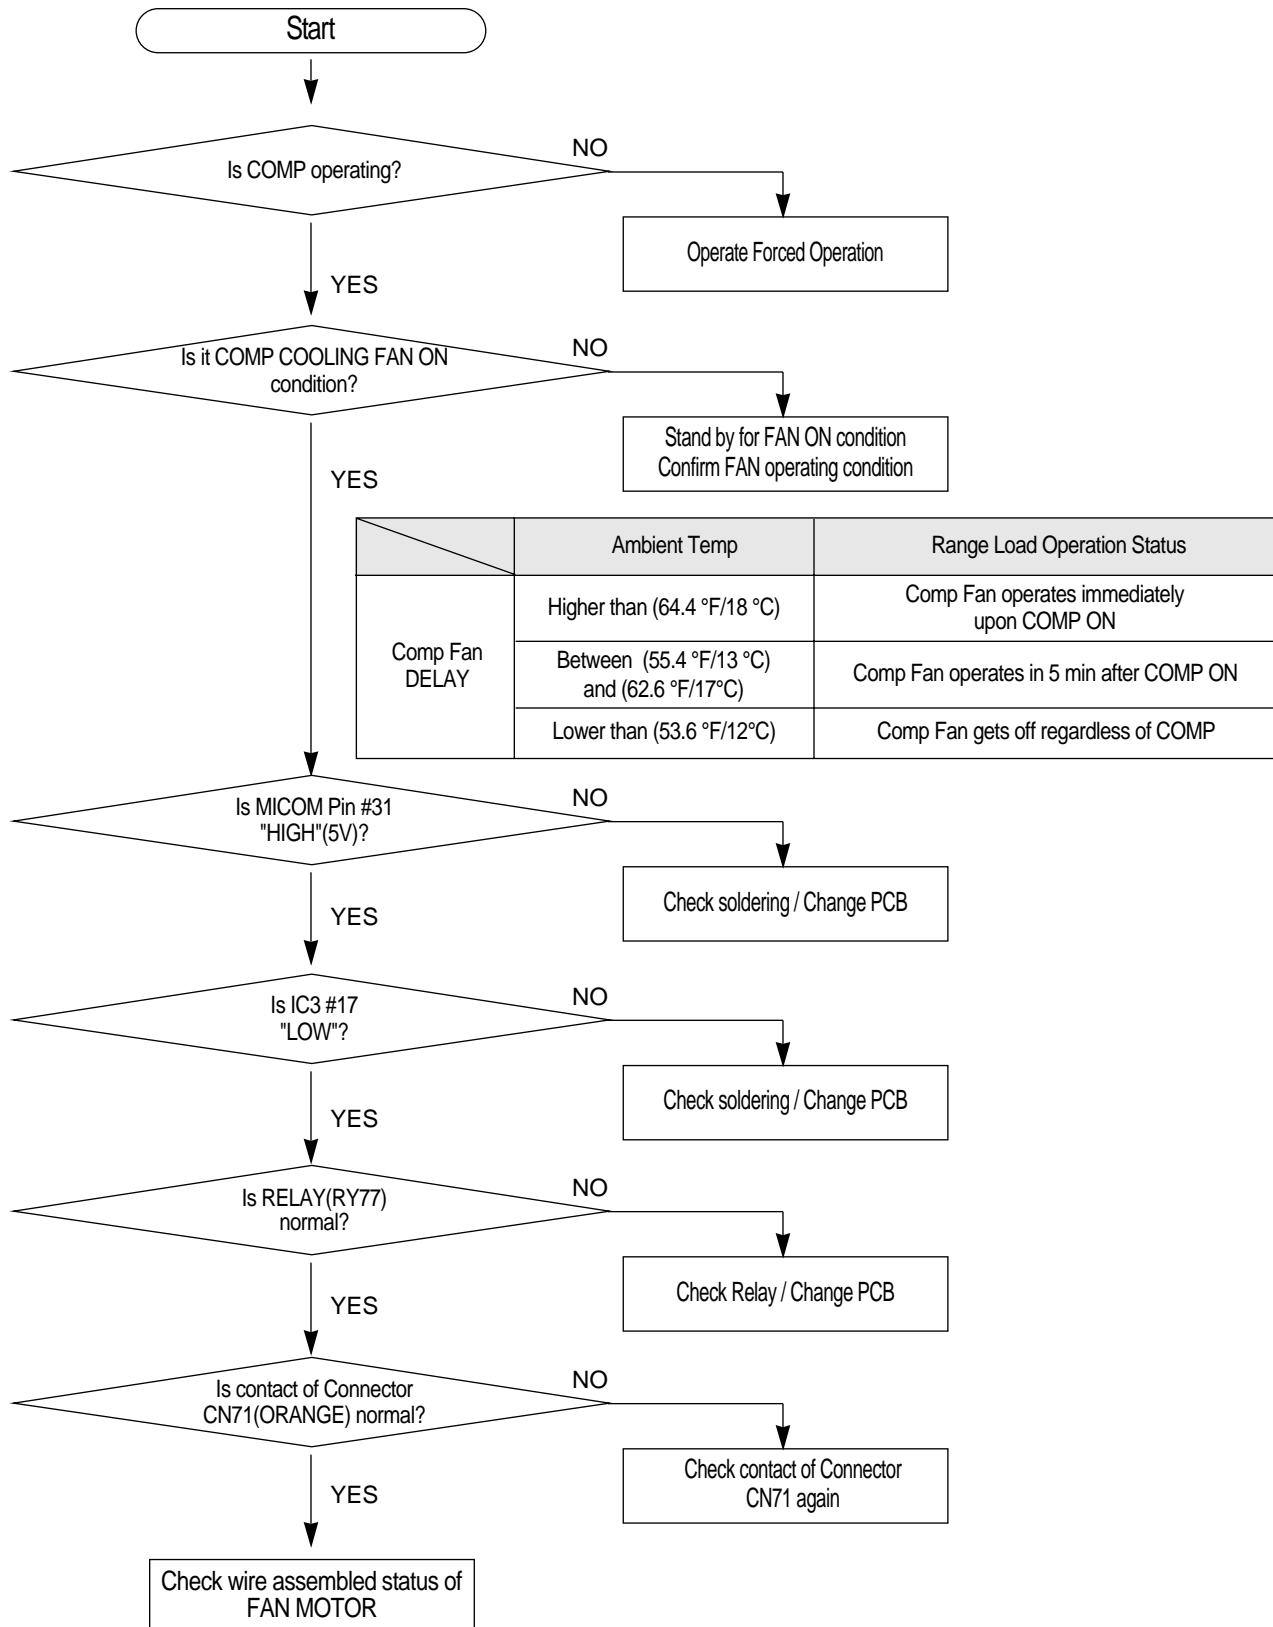 Start
Is COMP operating?
NO
Operate Forced Operation
YES
Is it COMP COOLING FAN ON
condition?
NO
Stand by for FAN ON condition
Confirm FAN operating condition
YES
Ambient Temp
Range Load Operation Status
Comp Fan
DELAY
Higher than (64.4 °F/18 °C)
Comp Fan operates immediately
upon COMP ON
Between (55.4 °F/13 °C)
and (62.6 °F/17°C)
Comp Fan operates in 5 min after COMP ON
Lower than (53.6 °F/12°C)
Comp Fan gets off regardless of COMP
Is MICOM Pin #31
"HIGH"(5V)?
NO
Check soldering / Change PCB
YES
Is IC3 #17
"LOW"?
NO
Check soldering / Change PCB
YES
Is RELAY(RY77)
normal?
NO
Check Relay / Change PCB
YES
Is contact of Connector
CN71(ORANGE) normal?
NO
Check contact of Connector
CN71 again
YES
Check wire assembled status of
FAN MOTOR